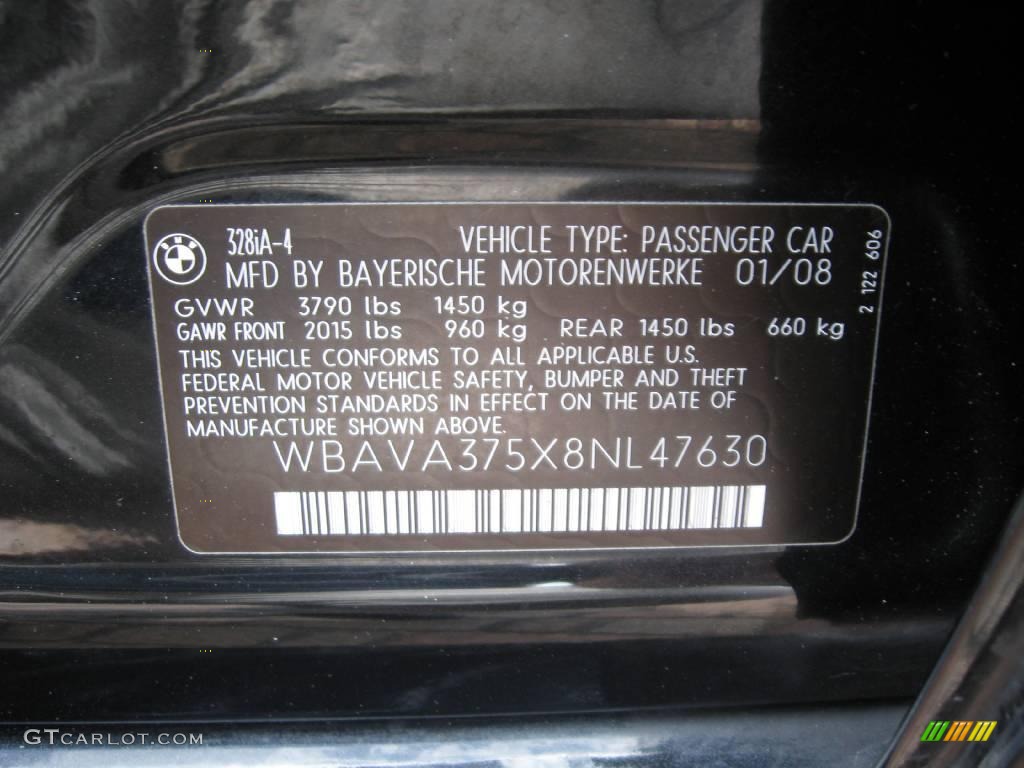 328iA-4 VEHICLE TYPE: PASSENGER CAR
MFD BY BAYERISCHE MOTORENWERKE 01/08
GVWR 3790 lbs 1450 kg
GAWR FRONT 2015 lbs 960 kg REAR 1450 lbs 660 kg
THIS VEHICLE CONFORMS TO ALL APPLICABLE U.S.
FEDERAL MOTOR VEHICLE SAFETY, BUMPER AND THEFT
PREVENTION STANDARDS IN EFFECT ON THE DATE OF
MANUFACTURE SHOWN ABOVE.
WBAVA375X8NL47630
2 122 606
GTCARLOT.COM